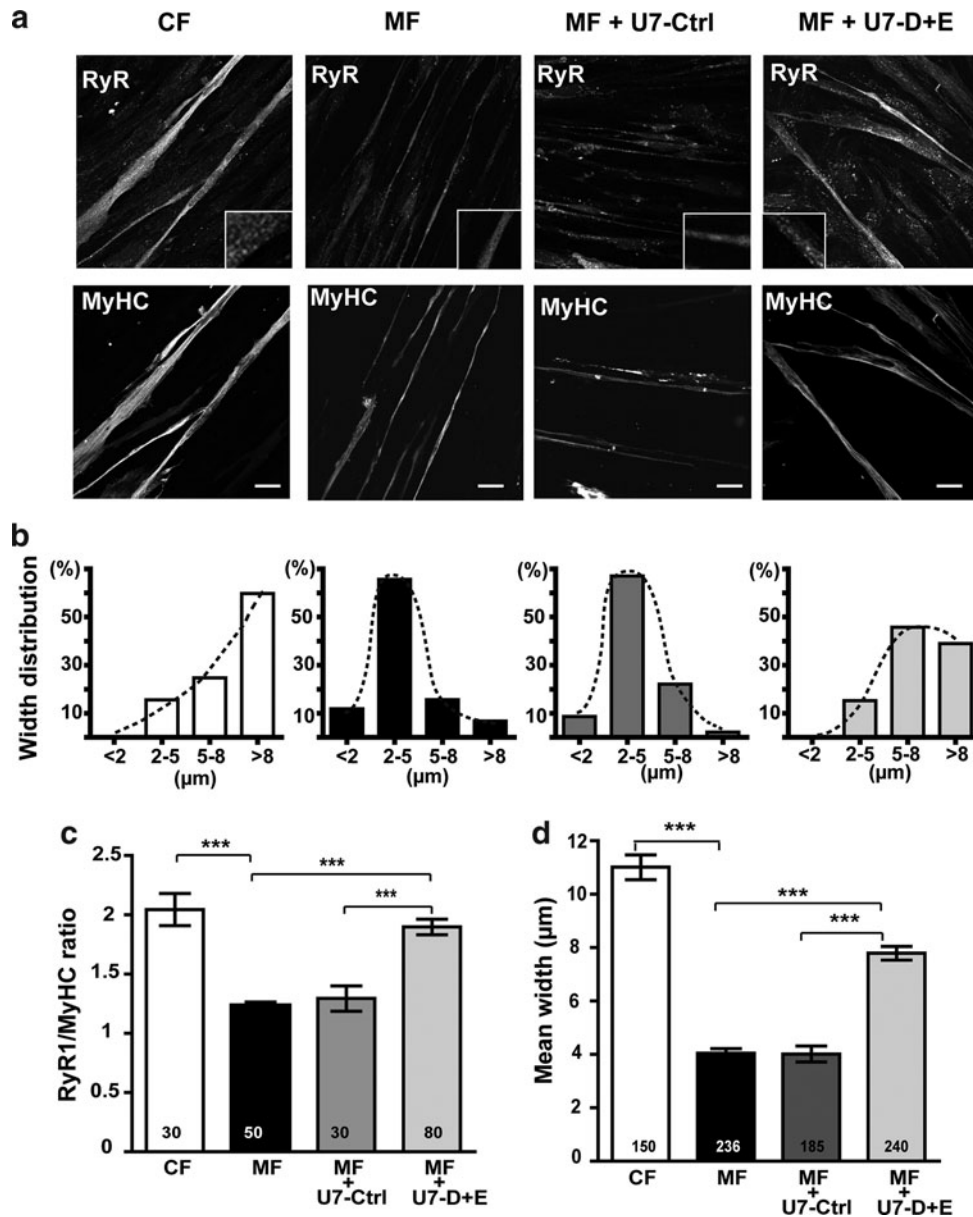 a
CF MF MF + U7-Ctrl MF + U7-D+E
RyR RyR RyR RyR
MyHC MyHC MyHC MyHC
b
Width distribution
(%) (%) (%) (%)
50 50 50 50
30 30 30 30
10 10 10 10
<2 2-5 5-8 >8 <2 2-5 5-8 >8 <2 2-5 5-8 >8 <2 2-5 5-8 >8
(µm) (µm) (µm) (µm)
c
RyR1/MyHC ratio
2.5
2
1.5
1
0.5
0
***
***
***
30 50 30 80
CF MF MF + U7-Ctrl MF + U7-D+E
d
Mean width (µm)
12
10
8
6
4
2
0
***
***
***
150 236 185 240
CF MF MF + U7-Ctrl MF + U7-D+E